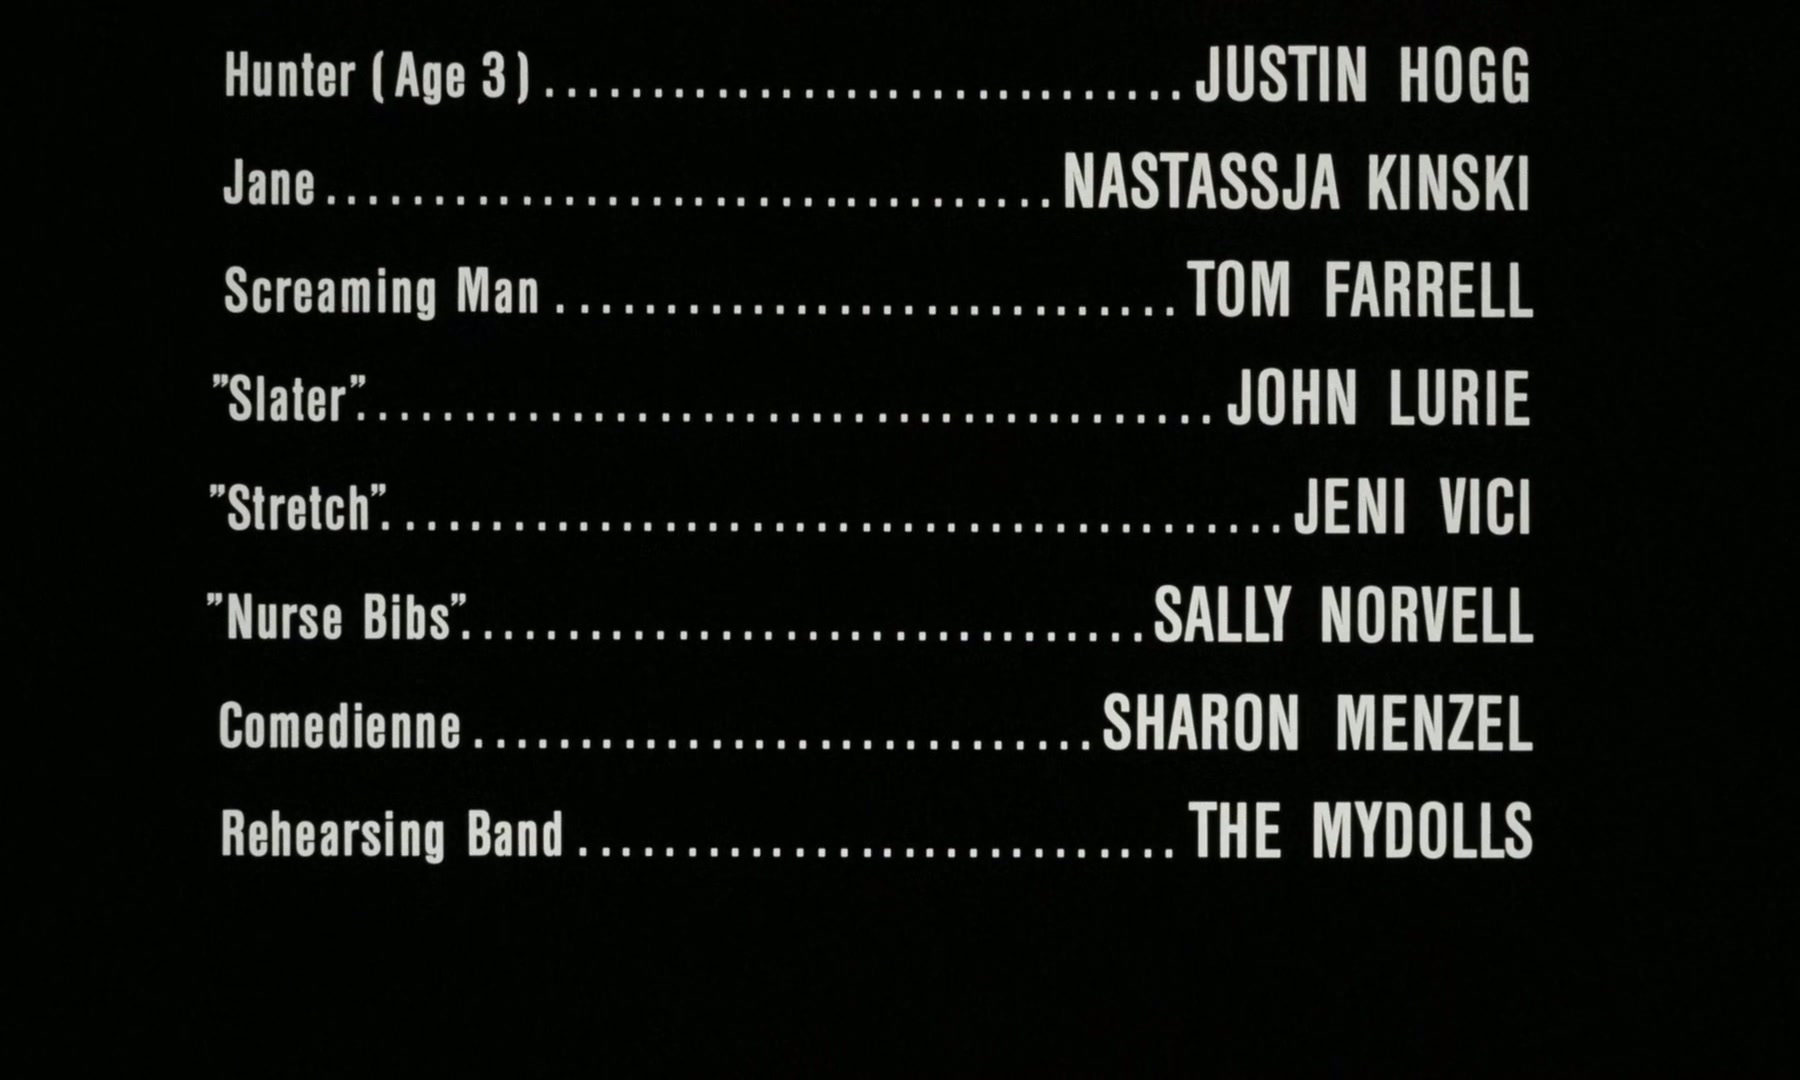 Hunter (Age 3)..............................JUSTIN HOGG
Jane..................................NASTASSJA KINSKI
Screaming Man.............................TOM FARRELL
”Slater”........................................JOHN LURIE
”Stretch”..........................................JENI VICI
”Nurse Bibs”................................SALLY NORVELL
Comedienne.............................SHARON MENZEL
Rehearsing Band............................THE MYDOLLS